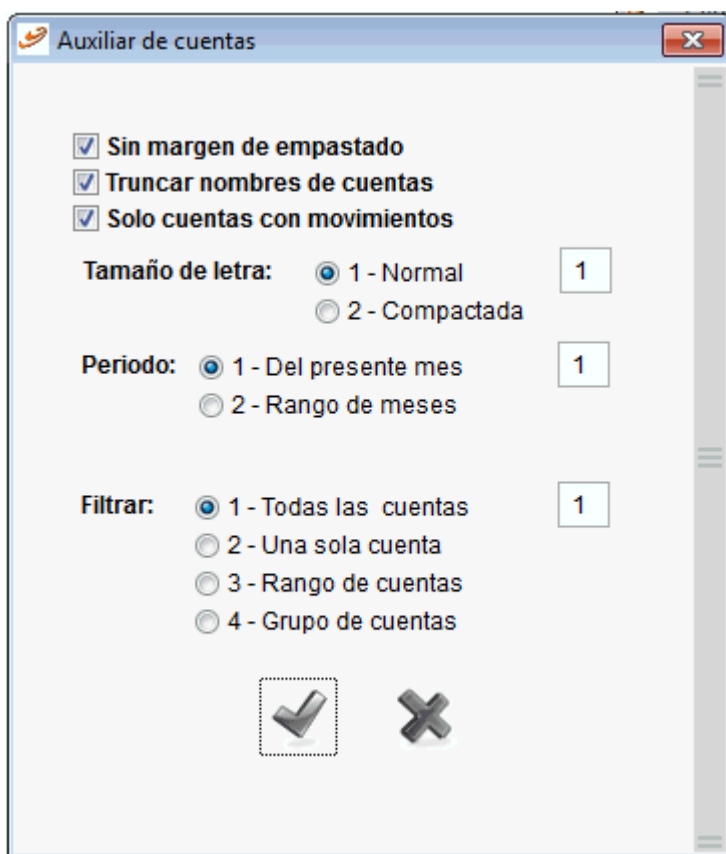 Auxiliar de cuentas
Sin margen de empastado
Truncar nombres de cuentas
Solo cuentas con movimientos
Tamaño de letra: 1 - Normal 1
2 - Compactada
Periodo: 1 - Del presente mes 1
2 - Rango de meses
Filtrar: 1 - Todas las cuentas 1
2 - Una sola cuenta
3 - Rango de cuentas
4 - Grupo de cuentas